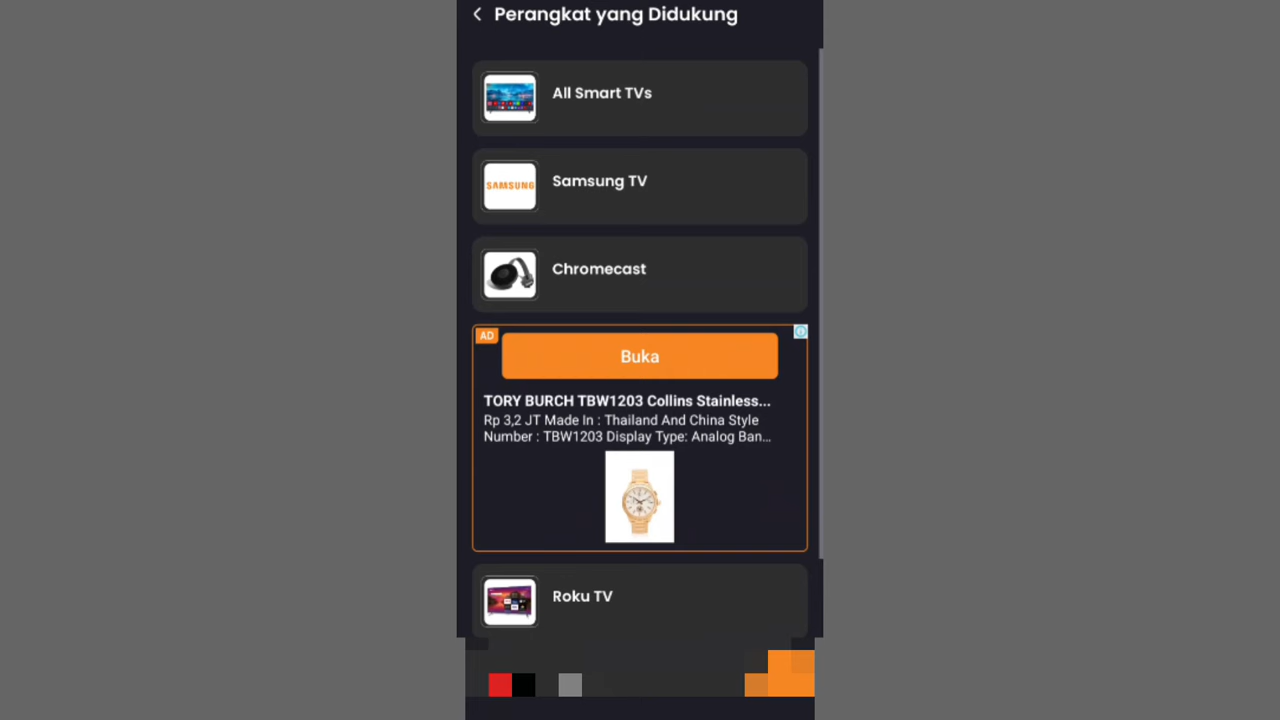 Perangkat yang Didukung
All Smart TVs
SAMSUNG
Samsung TV
Chromecast
AD
Buka
TORY BURCH TBW1203 Collins Stainless...
Rp 3,2 JT Made In : Thailand And China Style
Number : TBW1203 Display Type: Analog Ban...
Roku TV